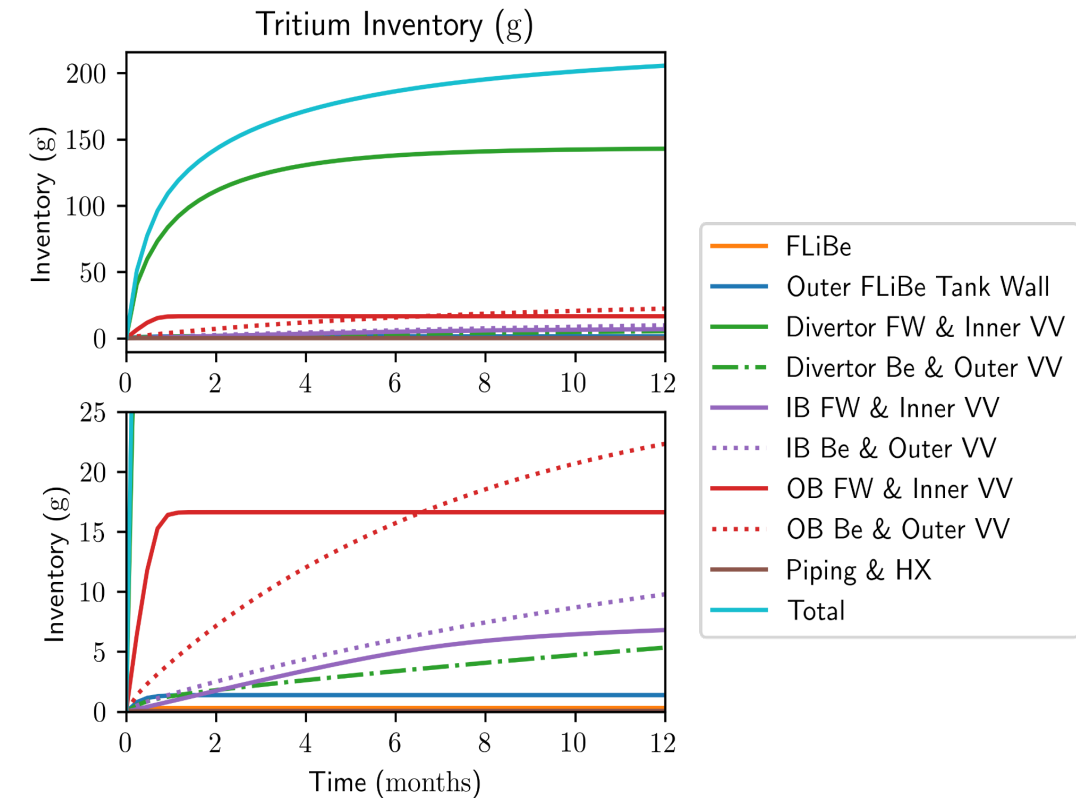 Tritium Inventory (g)
Inventory (g)
200
150
100
50
0
0 2 4 6 8 10 12
Inventory (g)
25
20
15
10
5
0
0 2 4 6 8 10 12
Time (months)
FLiBe
Outer FLiBe Tank Wall
Divertor FW & Inner VV
Divertor Be & Outer VV
IB FW & Inner VV
IB Be & Outer VV
OB FW & Inner VV
OB Be & Outer VV
Piping & HX
Total